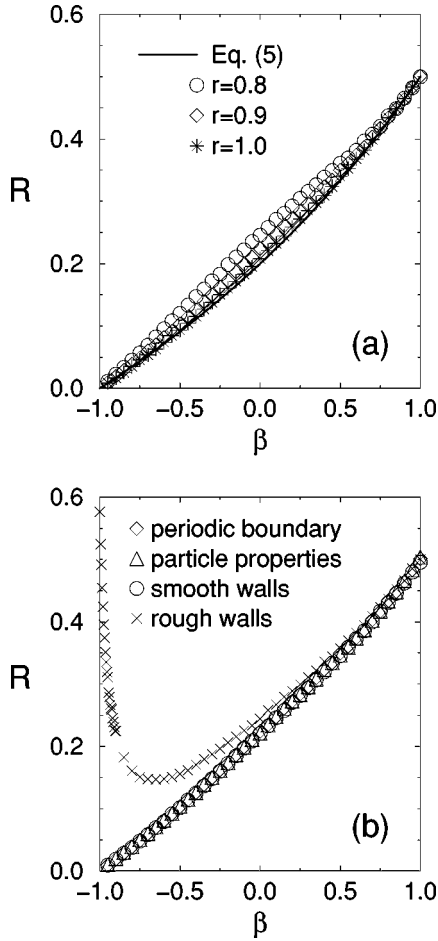 0.6
Eq. (5)
r=0.8
r=0.9
r=1.0
0.4
R
0.2
(a)
0.0
-1.0 -0.5 0.0 0.5 1.0
β
0.6
periodic boundary
particle properties
smooth walls
rough walls
0.4
R
0.2
(b)
0.0
-1.0 -0.5 0.0 0.5 1.0
β